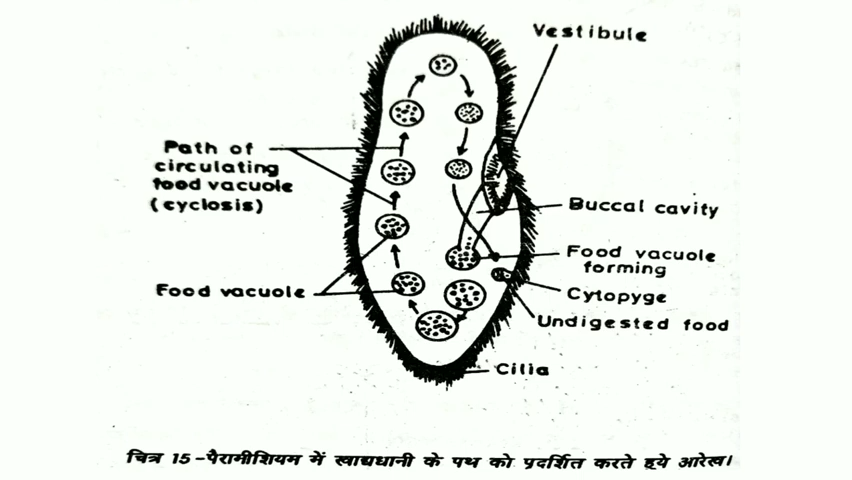 Vestibule
Path of
circulating
food vacuole
(cyclosis)
Buccal cavity
Food vacuole
forming
Food vacuole
Cytopyge
Undigested food
Cilia
चित्र 15-पैरामीशियम में खाद्यधानी के पथ को प्रदर्शित करते हूये आरेख।